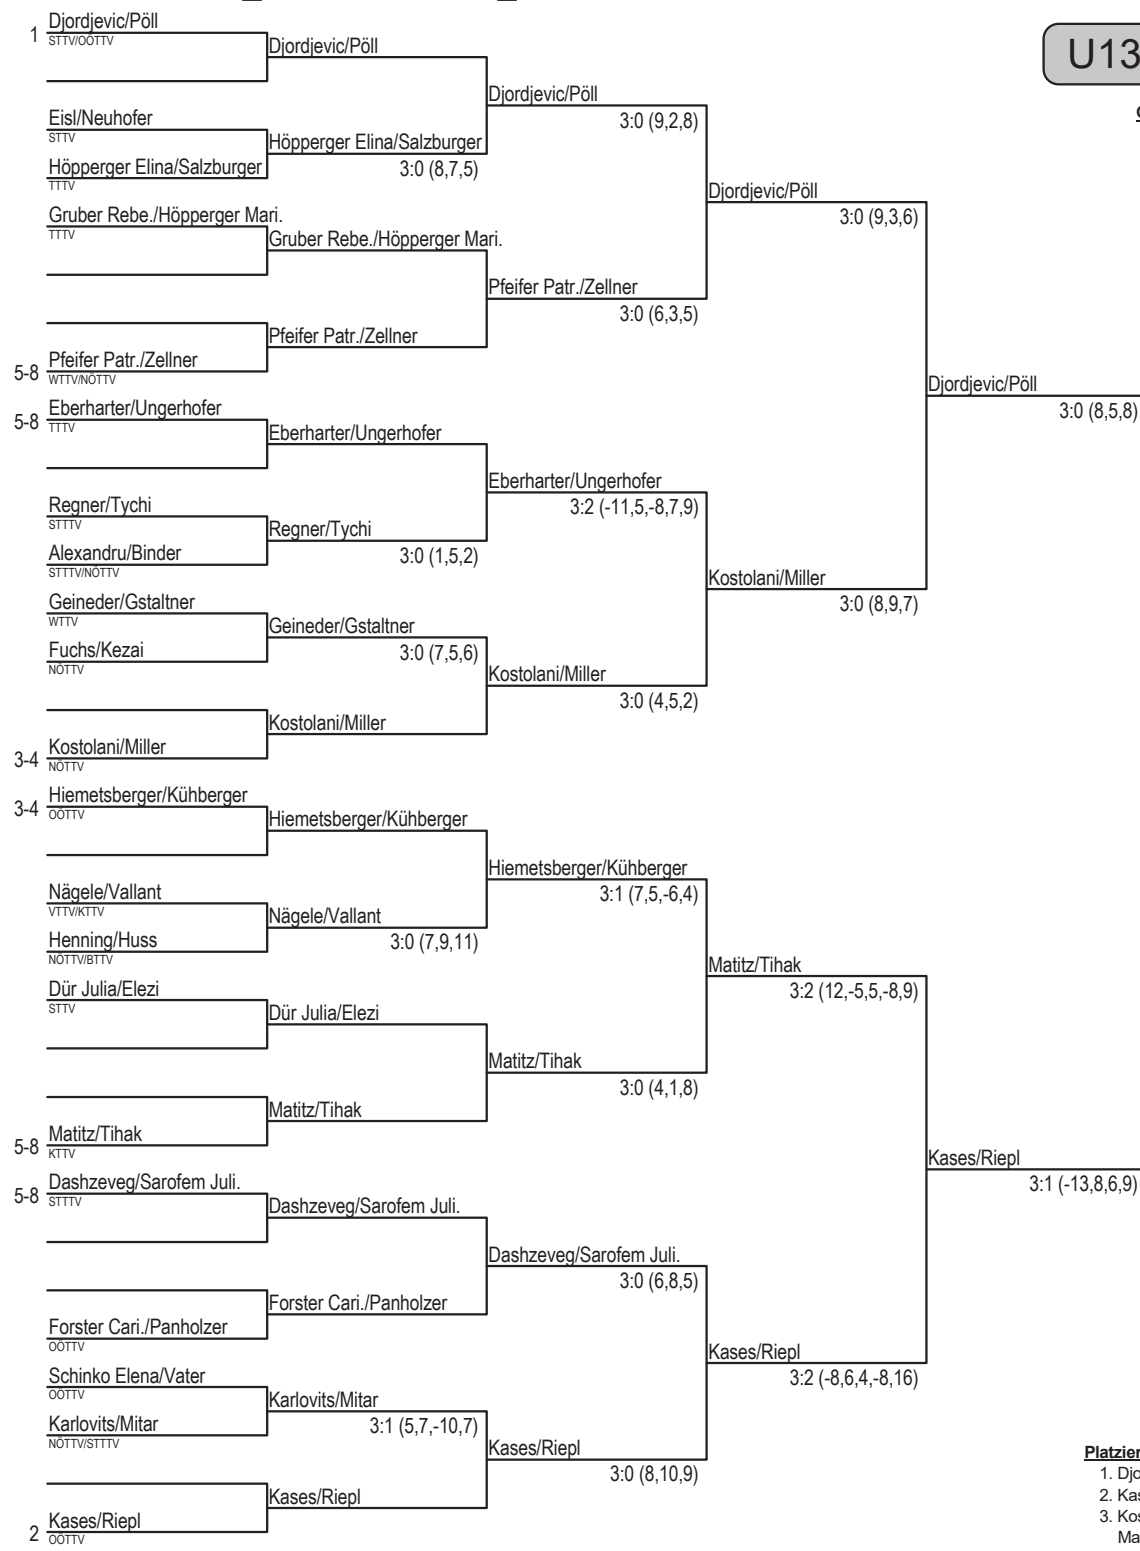 Djordjevic/Pöll
1
STTV/OÖTTV
Djordjevic/Pöll
U13
Djordjevic/Pöll
3:0 (9,2,8)
Eisl/Neuhofer
STTV
Höpperger Elina/Salzburger
3:0 (8,7,5)
Höpperger Elina/Salzburger
TTTV
Djordjevic/Pöll
3:0 (9,3,6)
Gruber Rebe./Höpperger Mari.
TTTV
Gruber Rebe./Höpperger Mari.
Pfeifer Patr./Zellner
3:0 (6,3,5)
Pfeifer Patr./Zellner
5-8 Pfeifer Patr./Zellner
WTTV/NÖTTV
Djordjevic/Pöll
3:0 (8,5,8)
5-8 Eberharter/Ungerhofer
TTTV
Eberharter/Ungerhofer
Eberharter/Ungerhofer
3:2 (-11,5,-8,7,9)
Regner/Tychi
STTTV
Regner/Tychi
3:0 (1,5,2)
Alexandru/Binder
STTTV/NÖTTV
Kostolani/Miller
3:0 (8,9,7)
Geineder/Gstaltner
WTTV
Geineder/Gstaltner
3:0 (7,5,6)
Fuchs/Kezai
NÖTTV
Kostolani/Miller
3:0 (4,5,2)
Kostolani/Miller
3-4 Kostolani/Miller
NÖTTV
3-4 Hiemetsberger/Kühberger
OÖTTV
Hiemetsberger/Kühberger
Hiemetsberger/Kühberger
3:1 (7,5,-6,4)
Nägele/Vallant
VTTV/KTTV
Nägele/Vallant
3:0 (7,9,11)
Henning/Huss
NÖTTV/BTTV
Matitz/Tihak
3:2 (12,-5,5,-8,9)
Dür Julia/Elezi
STTV
Dür Julia/Elezi
Matitz/Tihak
3:0 (4,1,8)
Matitz/Tihak
5-8 Matitz/Tihak
KTTV
Kases/Riepl
3:1 (-13,8,6,9)
5-8 Dashzeveg/Sarofem Juli.
STTTV
Dashzeveg/Sarofem Juli.
Dashzeveg/Sarofem Juli.
3:0 (6,8,5)
Forster Cari./Panholzer
Forster Cari./Panholzer
OÖTTV
Kases/Riepl
3:2 (-8,6,4,-8,16)
Schinko Elena/Vater
OÖTTV
Karlovits/Mitar
3:1 (5,7,-10,7)
Karlovits/Mitar
NÖTTV/STTTV
Kases/Riepl
3:0 (8,10,9)
Kases/Riepl
2 Kases/Riepl
OÖTTV
Platzier
1. Djo
2. Kas
3. Kos
Ma